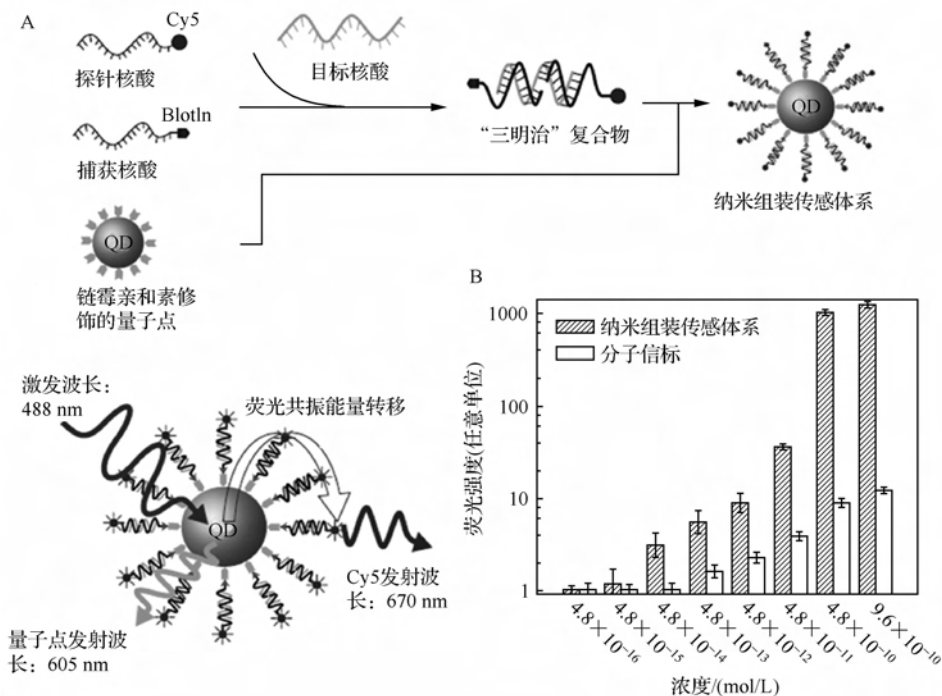 A
Cy5
探针核酸
目标核酸
BlotIn
捕获核酸
“三明治”复合物
QD
纳米组装传感体系
QD
链霉亲和素修
饰的量子点
激发波长：
488 nm
荧光共振能量转移
QD
Cy5发射波
长：670 nm
量子点发射波
长：605 nm
B
纳米组装传感体系
分子信标
荧光强度(任意单位)
1000
100
10
1
4.8×10⁻¹⁶
4.8×10⁻¹⁵
4.8×10⁻¹⁴
4.8×10⁻¹³
4.8×10⁻¹²
4.8×10⁻¹¹
4.8×10⁻¹⁰
9.6×10⁻¹⁰
浓度/(mol/L)